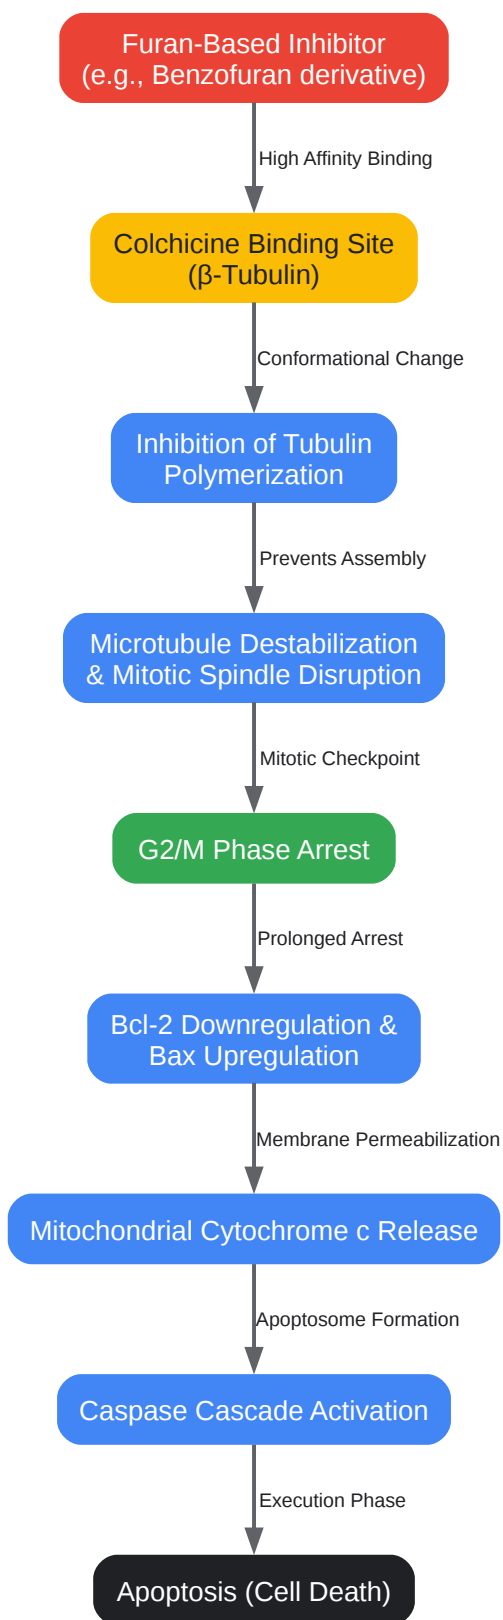 Furan-Based Inhibitor
(e.g., Benzofuran derivative)
High Affinity Binding
Colchicine Binding Site
(β-Tubulin)
Conformational Change
Inhibition of Tubulin
Polymerization
Prevents Assembly
Microtubule Destabilization
& Mitotic Spindle Disruption
Mitotic Checkpoint
G2/M Phase Arrest
Prolonged Arrest
Bcl-2 Downregulation &
Bax Upregulation
Membrane Permeabilization
Mitochondrial Cytochrome c Release
Apoptosome Formation
Caspase Cascade Activation
Execution Phase
Apoptosis (Cell Death)